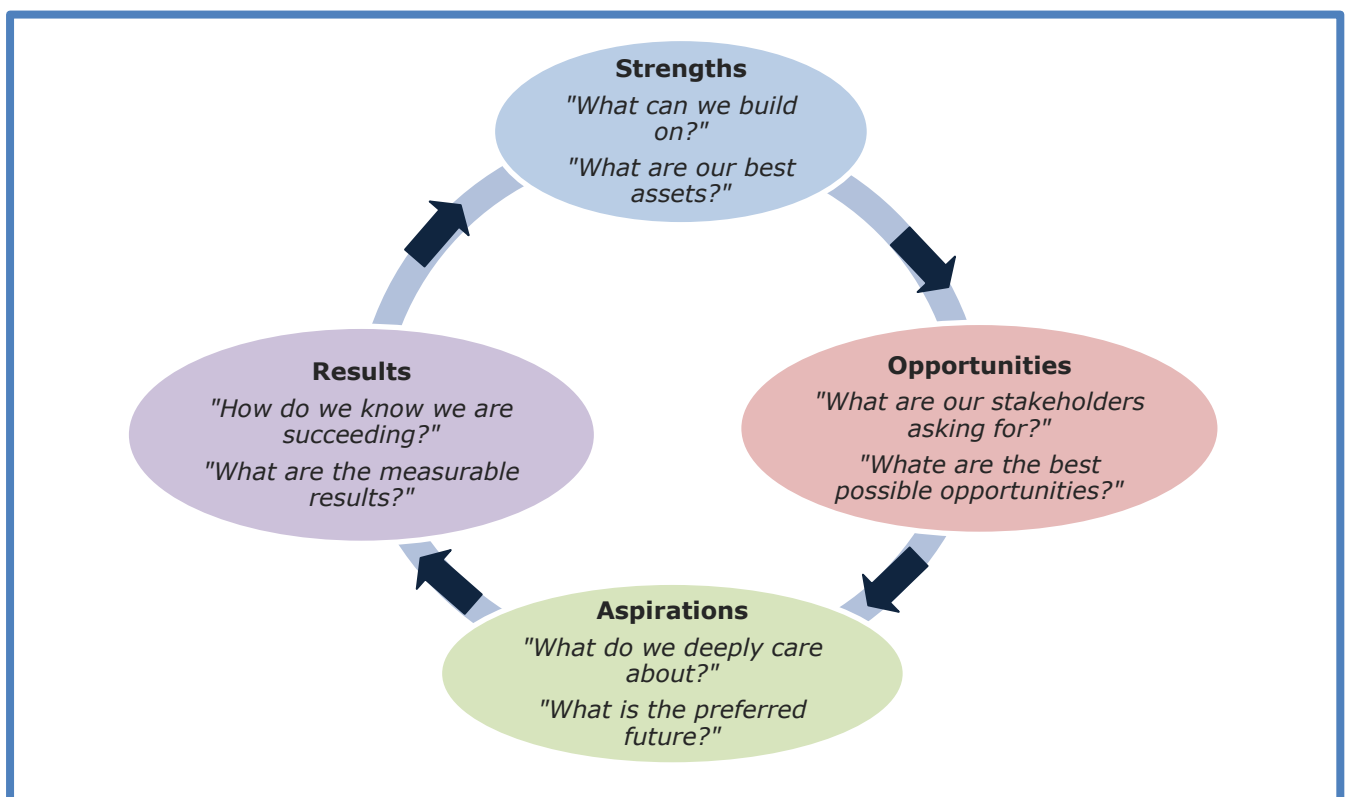 Strengths
"What can we build
on?"
"What are our best
assets?"
Opportunities
"What are our stakeholders
asking for?"
"Whate are the best
possible opportunities?"
Aspirations
"What do we deeply care
about?"
"What is the preferred
future?"
Results
"How do we know we are
succeeding?"
"What are the measurable
results?"